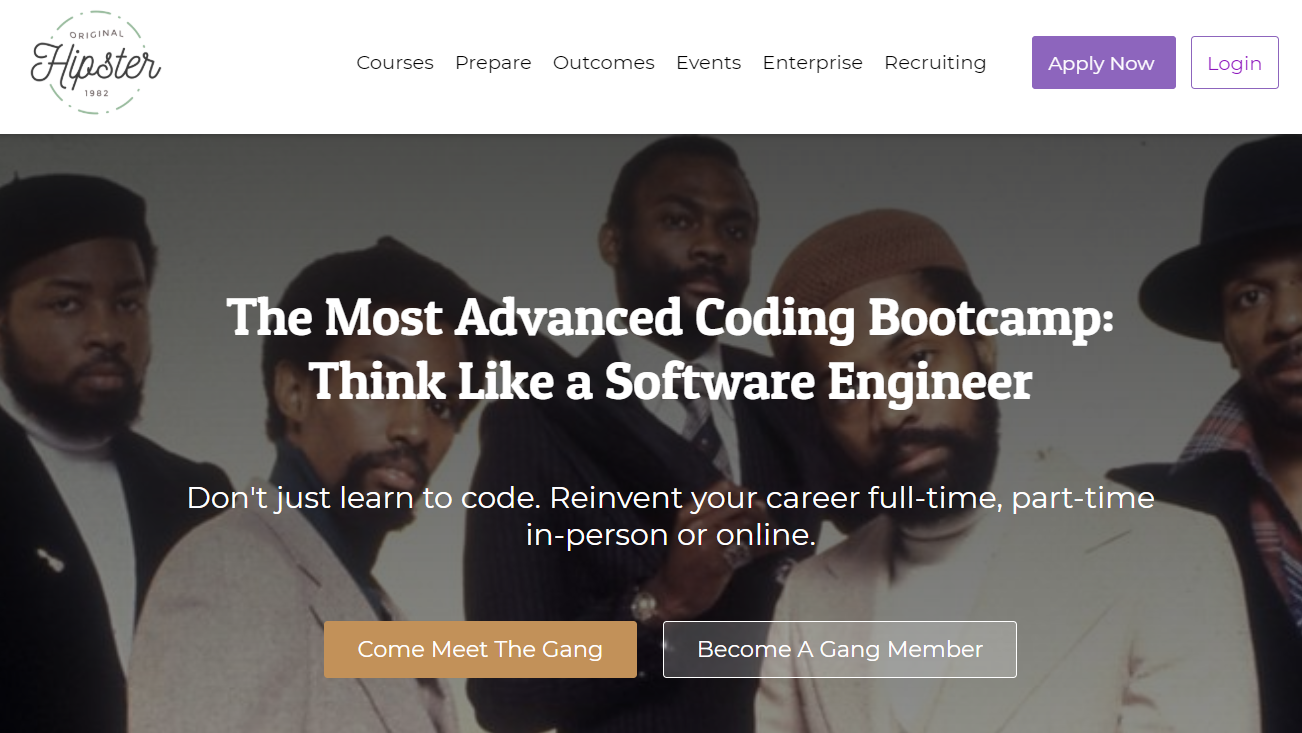 ORIGINAL
Hipster
1982
Courses Prepare Outcomes Events Enterprise Recruiting Apply Now Login
The Most Advanced Coding Bootcamp:
Think Like a Software Engineer
Don't just learn to code. Reinvent your career full-time, part-time
in-person or online.
Come Meet The Gang Become A Gang Member